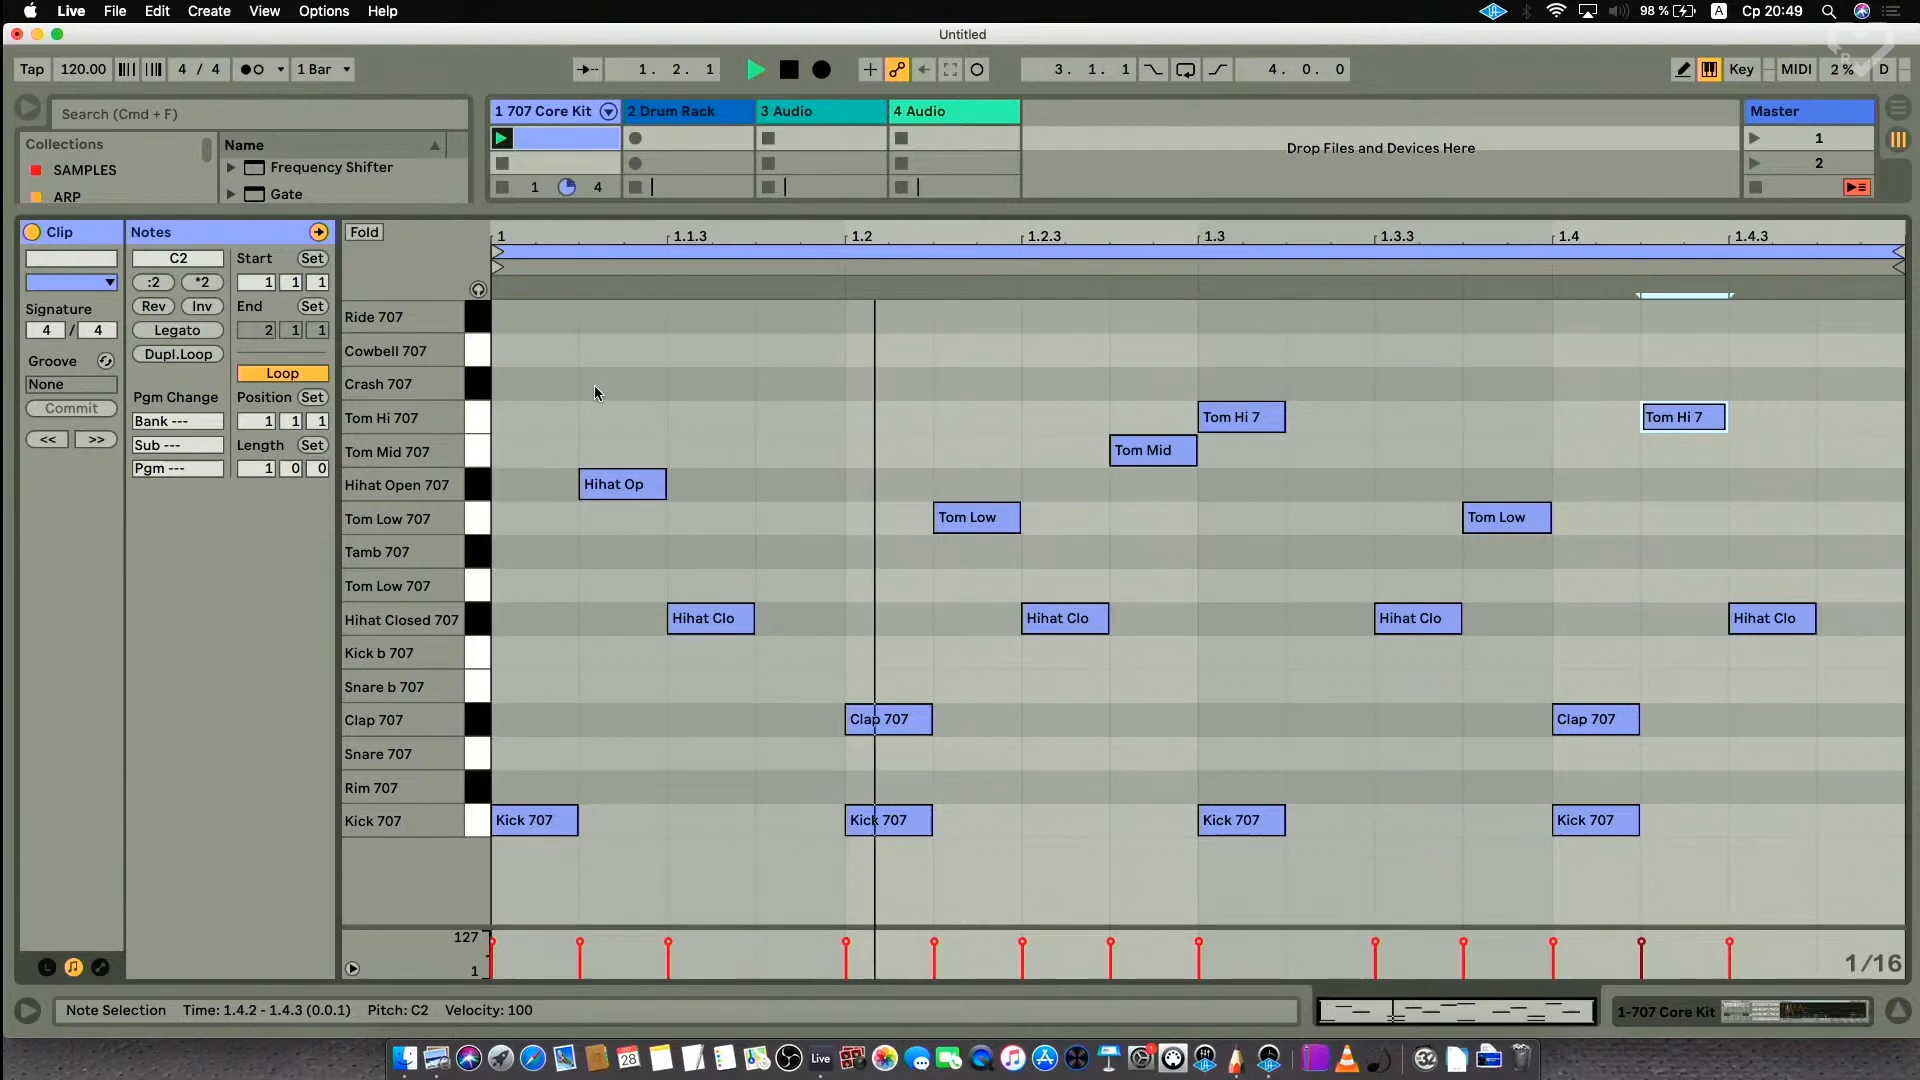 Live File Edit Create View Options Help 98 % A Cp 20:49
Untitled
Tap 120.00 4 / 4 1 Bar 1. 2. 1 3. 1. 1 4. 0. 0 Key MIDI 2 % D
Search (Cmd + F)
Collections Name
SAMPLES Frequency Shifter
ARP Gate
1 707 Core Kit 2 Drum Rack 3 Audio 4 Audio Master
1
Drop Files and Devices Here
2
1 4
Clip Notes Fold
1 1.1.3 1.2 1.2.3 1.3 1.3.3 1.4 1.4.3
C2 Start Set
:2 *2 1 1 1
Rev Inv End Set
Signature
4 / 4 Legato 2 1 1
Dupl.Loop
Groove
None Loop
Commit Pgm Change Position Set
Bank --- 1 1 1
<< >> Sub --- Length Set
Pgm --- 1 0 0
Ride 707
Cowbell 707
Crash 707
Tom Hi 707 Tom Hi 7 Tom Hi 7
Tom Mid 707 Tom Mid
Hihat Open 707 Hihat Op
Tom Low 707 Tom Low Tom Low
Tamb 707
Tom Low 707
Hihat Closed 707 Hihat Clo Hihat Clo Hihat Clo Hihat Clo
Kick b 707
Snare b 707
Clap 707 Clap 707 Clap 707
Snare 707
Rim 707
Kick 707 Kick 707 Kick 707 Kick 707 Kick 707
127
1 1/16
Note Selection Time: 1.4.2 - 1.4.3 (0.0.1) Pitch: C2 Velocity: 100 1-707 Core Kit
28 Live